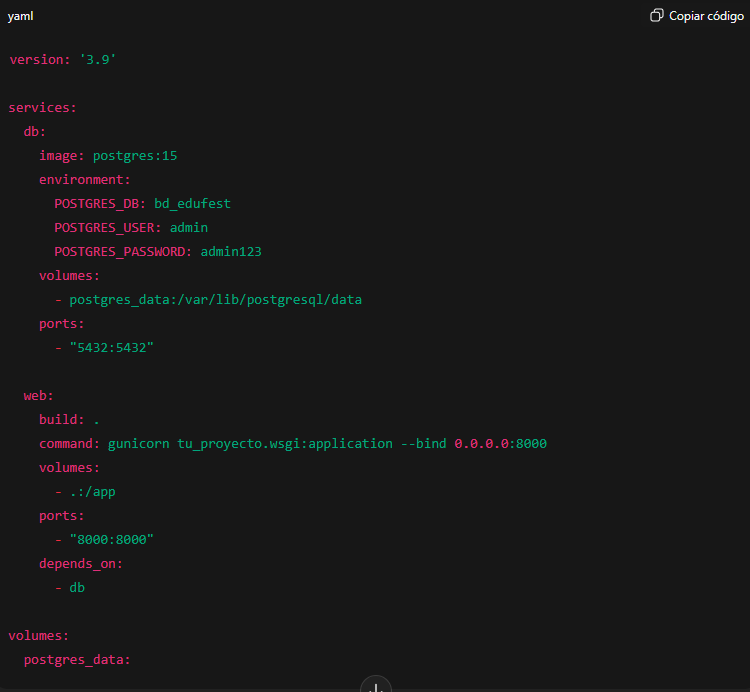 yaml
Copiar código
version: '3.9'
services:
db:
image: postgres:15
environment:
POSTGRES_DB: bd_edufest
POSTGRES_USER: admin
POSTGRES_PASSWORD: admin123
volumes:
- postgres_data:/var/lib/postgresql/data
ports:
- "5432:5432"
web:
build: .
command: gunicorn tu_proyecto.wsgi:application --bind 0.0.0.0:8000
volumes:
- .:/app
ports:
- "8000:8000"
depends_on:
- db
volumes:
postgres_data: